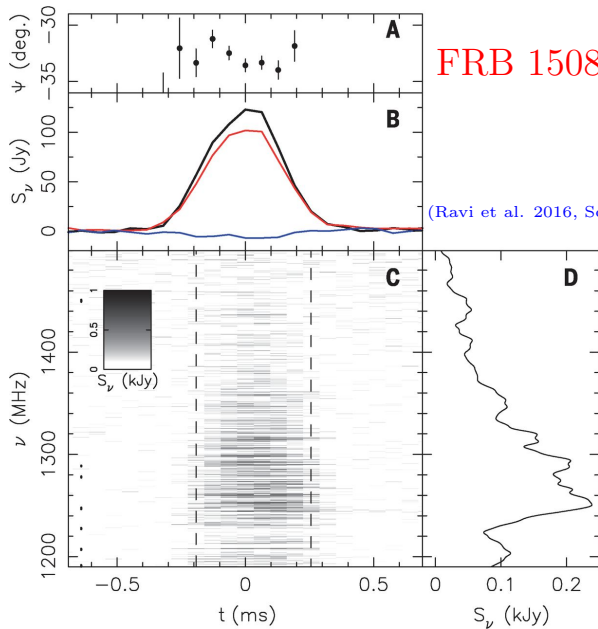 −30
−35
Ψ (deg.)
A
FRB 1508
100
50
0
S_ν (Jy)
B
(Ravi et al. 2016, Sc
1400
1300
1200
ν (MHz)
C
1
0.5
0
S_ν (kJy)
D
−0.5 0 0.5
t (ms)
0 0.1 0.2
S_ν (kJy)